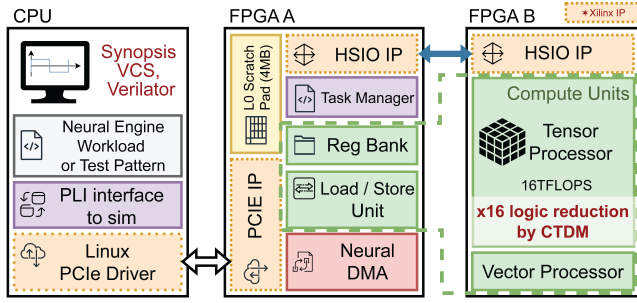 CPU
Synopsis
VCS,
Verilator
Neural Engine
Workload
or Test Pattern
PLI interface
to sim
Linux
PCIe Driver
FPGA A
L0 Scratch
Pad (4MB)
HSIO IP
Task Manager
Reg Bank
PCIE IP
Load / Store
Unit
Neural
DMA
FPGA B
✶Xilinx IP
HSIO IP
Compute Units
Tensor
Processor
16TFLOPS
x16 logic reduction
by CTDM
Vector Processor